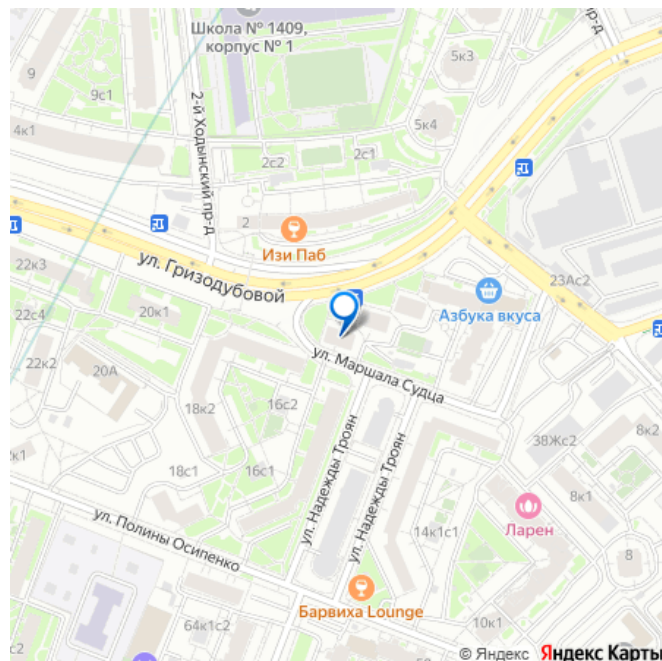 Школа № 1409,
корпус № 1
5к3
9
9с1
2-й Ходынский пр-д
пр-д
4к1
5к4
2с2
2с1
2
Изи Паб
22к3
ул. Гризодубовой
23Ас2
Азбука вкуса
20к1
22с4
ул. Маршала Судца
22к2
20А
18к2
16с2
38Жс2
8к2
2к1
18с1
16с1
ул. Надежды Троян
ул. Надежды Троян
8к1
14к1с1
Ларен
ул. Полины Осипенко
8
Барвиха Lounge
64к1с2
10к1
© Яндекс Яндекс Карты